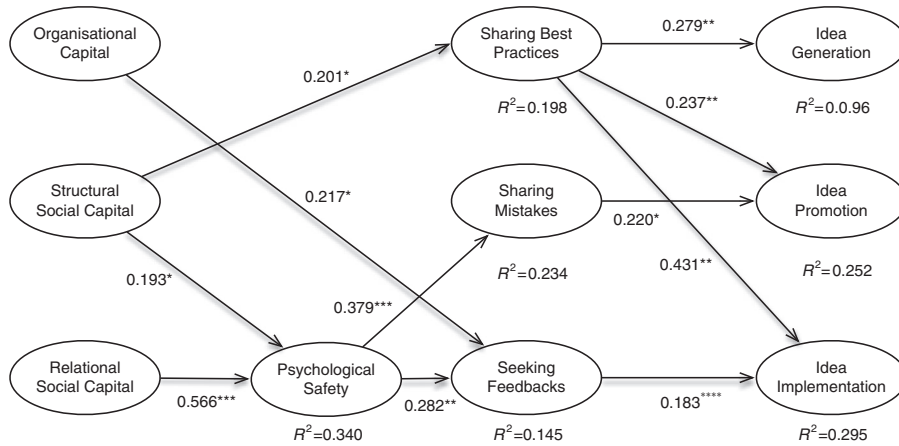 Organisational
Capital
Sharing Best
Practices
0.279**
Idea
Generation
0.201*
R²=0.198
0.237**
R²=0.0.96
Structural
Social Capital
0.217*
Sharing
Mistakes
0.220*
Idea
Promotion
0.193*
R²=0.234
0.431**
R²=0.252
0.379***
Relational
Social Capital
0.566***
Psychological
Safety
0.282**
Seeking
Feedbacks
0.183****
Idea
Implementation
R²=0.340
R²=0.145
R²=0.295